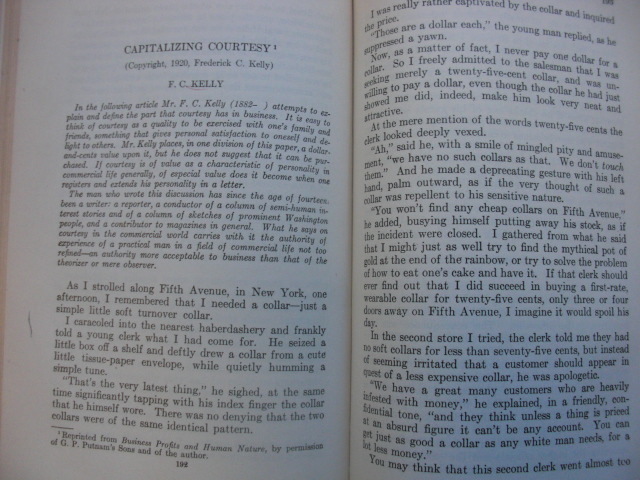 CAPITALIZING COURTESY ¹
(Copyright, 1920, Frederick C. Kelly)
F. C. KELLY
In the following article Mr. F. C. Kelly (1882– ) attempts to ex-
plain and define the part that courtesy has in business. It is easy to
think of courtesy as a quality to be exercised with one's family and
friends, something that gives personal satisfaction to oneself and de-
light to others. Mr. Kelly places, in one division of this paper, a dollar-
and-cents value upon it, but he does not suggest that it can be pur-
chased. If courtesy is of value as a characteristic of personality in
commercial life generally, of especial value does it become when one
registers and extends his personality in a letter.
The man who wrote this discussion has since the age of fourteen
been a writer: a reporter, a conductor of a column of semi-human in-
terest stories and of a column of sketches of prominent Washington
people, and a contributor to magazines in general. What he says on
courtesy in the commercial world carries with it the authority of
experience of a practical man in a field of commercial life not too
refined—an authority more acceptable to business than that of the
theorizer or mere observer.
As I strolled along Fifth Avenue, in New York, one
afternoon, I remembered that I needed a collar—just a
simple little soft turnover collar.
I caracoled into the nearest haberdashery and frankly
told a young clerk what I had come for. He seized a
little box off a shelf and deftly drew a collar from a cute
little tissue-paper envelope, while quietly humming a
simple tune.
"That's the very latest thing," he sighed, at the same
time significantly tapping with his index finger the collar
that he himself wore. There was no denying that the two
collars were of the same identical pattern.
¹ Reprinted from Business Profits and Human Nature, by permission
of G. P. Putnam's Sons and of the author.
192
193
I was really rather captivated by the collar and inquired
the price.
"Those are a dollar each," the young man replied, as he
suppressed a yawn.
Now, as a matter of fact, I never pay one dollar for a
collar. So I freely admitted to the salesman that I was
seeking merely a twenty-five-cent collar, and was un-
willing to pay a dollar, even though the collar he had just
showed me did, indeed, make him look very neat and
attractive.
At the mere mention of the words twenty-five cents the
clerk looked deeply vexed.
"Ah," said he, with a smile of mingled pity and amuse-
ment, "we have no such collars as that. We don't touch
them." And he made a deprecating gesture with his left
hand, palm outward, as if the very thought of such a
collar was repellent to his sensitive nature.
"You won't find any cheap collars on Fifth Avenue,"
he added, busying himself putting away his stock, as if
the incident were closed. I gathered from what he said
that I might just as well try to find the mythical pot of
gold at the end of the rainbow, or try to solve the problem
of how to eat one's cake and have it. If that clerk should
ever find out that I did succeed in buying a first-rate,
wearable collar for twenty-five cents, only three or four
doors away on Fifth Avenue, I imagine it would spoil his
day.
In the second store I tried, the clerk told me they had
no soft collars for less than seventy-five cents, but instead
of seeming irritated that a customer should appear in
quest of a less expensive collar, he was apologetic.
"We have a great many customers who are heavily
infested with money," he explained, in a friendly, con-
fidential tone, "and they think unless a thing is priced
at an absurd figure it can't be any account. You can
get just as good a collar as any white man needs, for a
lot less money."
You may think that this second clerk went almost too